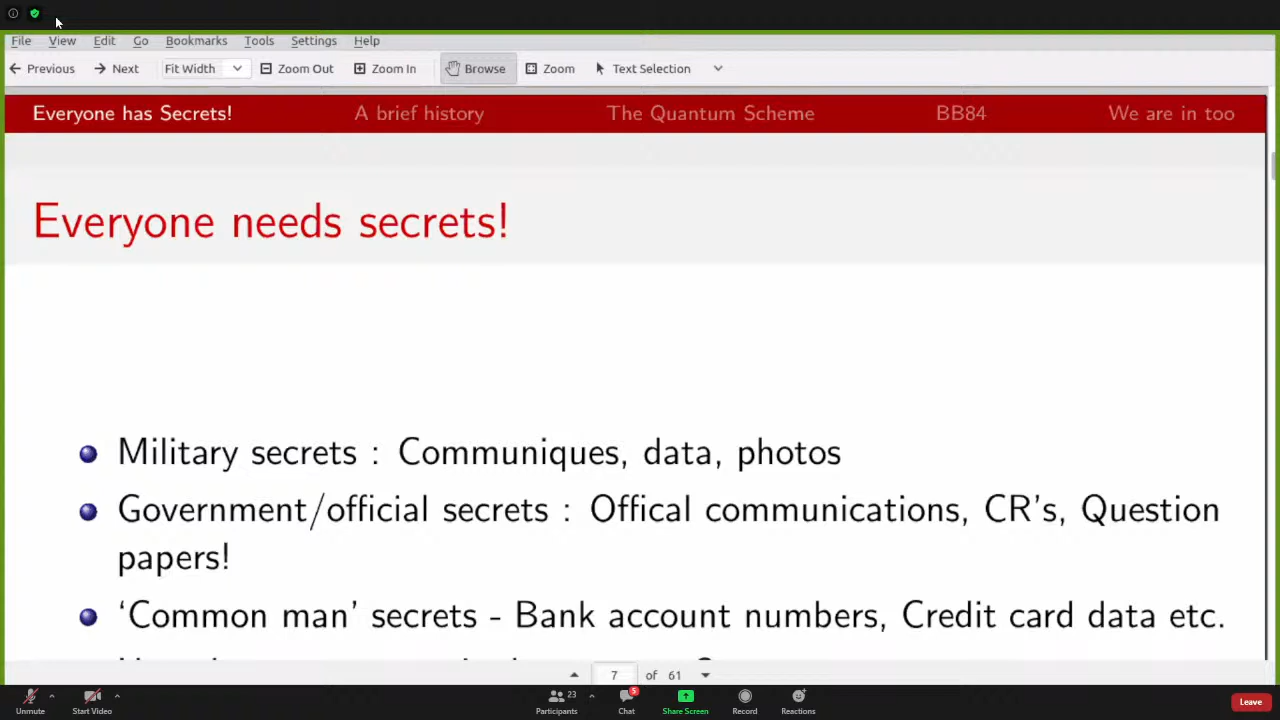 File View Edit Go Bookmarks Tools Settings Help
Previous Next Fit Width Zoom Out Zoom In Browse Zoom Text Selection
Everyone has Secrets! A brief history The Quantum Scheme BB84 We are in too
Everyone needs secrets!
Military secrets : Communiques, data, photos
Government/official secrets : Offical communications, CR's, Question
papers!
‘Common man’ secrets - Bank account numbers, Credit card data etc.
7 of 61
23 5
Unmute Start Video Participants Chat Share Screen Record Reactions Leave